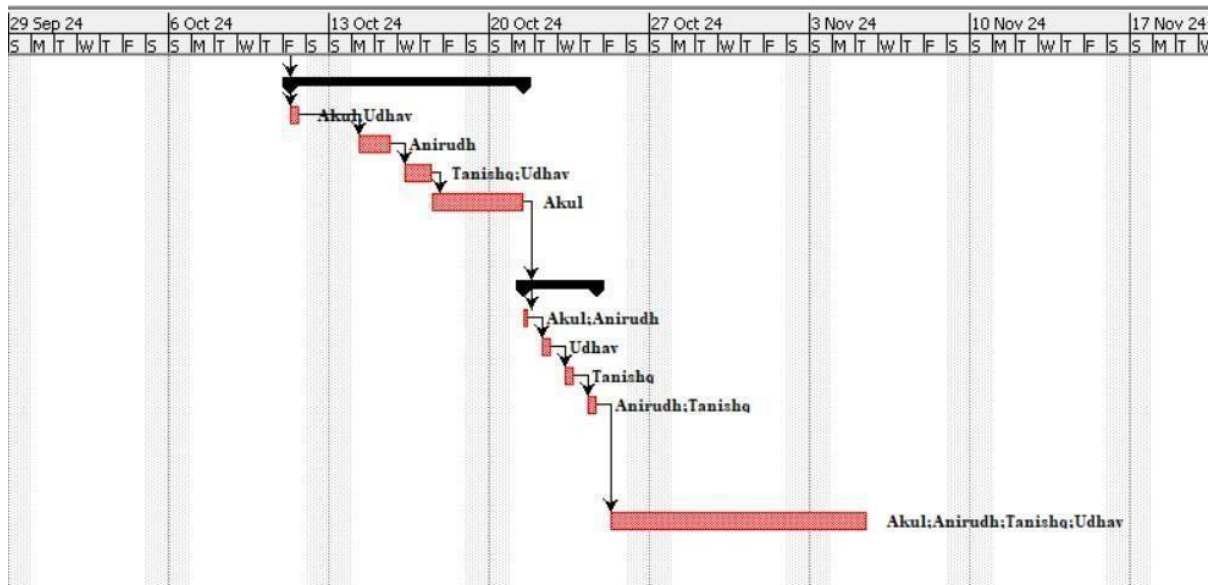 29 Sep 24 6 Oct 24 13 Oct 24 20 Oct 24 27 Oct 24 3 Nov 24 10 Nov 24 17 Nov 24
S M T W T F S S M T W T F S S M T W T F S S M T W T F S S M T W T F S S M T W T F S S M T W T F S S M T W
Akul;Udhav
Anirudh
Tanishq;Udhav
Akul
Akul;Anirudh
Udhav
Tanishq
Anirudh;Tanishq
Akul;Anirudh;Tanishq;Udhav